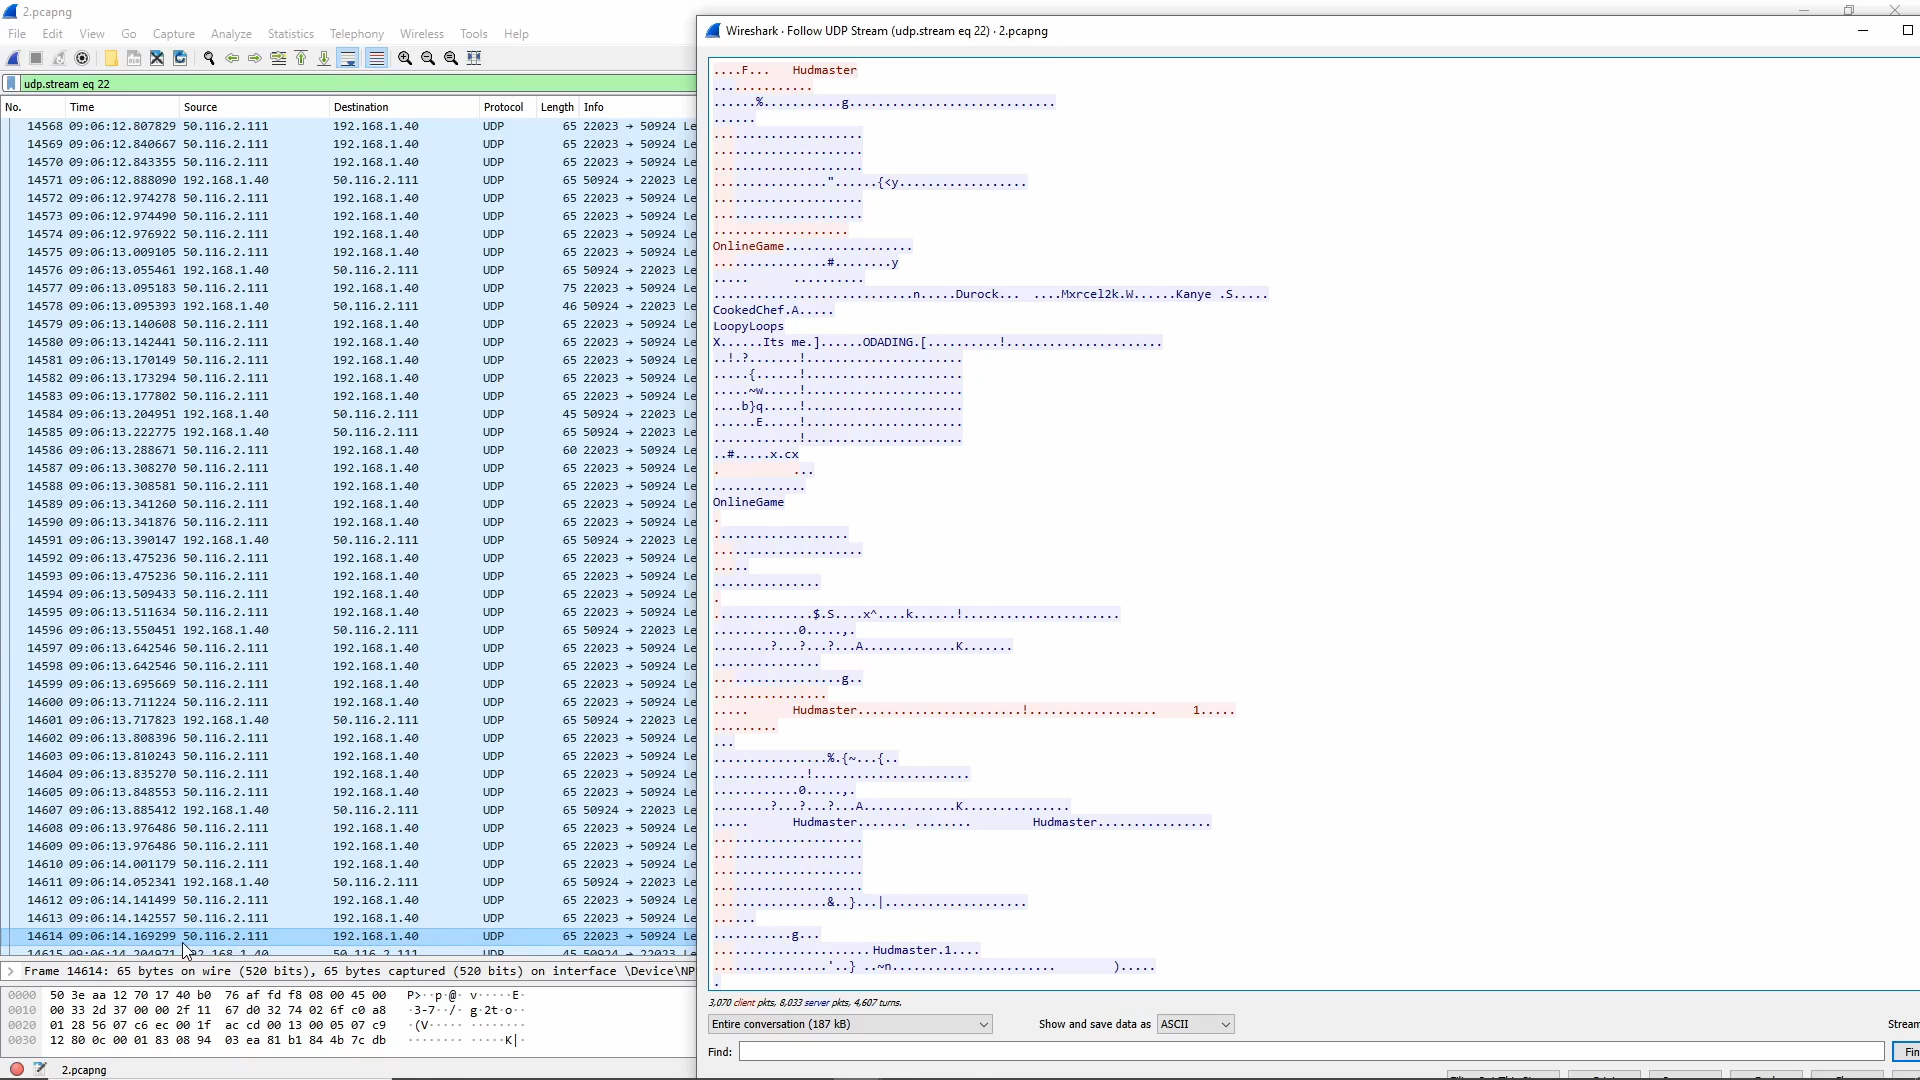 2.pcapng
File Edit View Go Capture Analyze Statistics Telephony Wireless Tools Help
udp.stream eq 22
No. Time Source Destination Protocol Length Info
14568 09:06:12.807829 50.116.2.111 192.168.1.40 UDP 65 22023 → 50924 Le
14569 09:06:12.840667 50.116.2.111 192.168.1.40 UDP 65 22023 → 50924 Le
14570 09:06:12.843355 50.116.2.111 192.168.1.40 UDP 65 22023 → 50924 Le
14571 09:06:12.888090 192.168.1.40 50.116.2.111 UDP 65 50924 → 22023 Le
14572 09:06:12.974278 50.116.2.111 192.168.1.40 UDP 65 22023 → 50924 Le
14573 09:06:12.974490 50.116.2.111 192.168.1.40 UDP 65 22023 → 50924 Le
14574 09:06:12.976922 50.116.2.111 192.168.1.40 UDP 65 22023 → 50924 Le
14575 09:06:13.009105 50.116.2.111 192.168.1.40 UDP 65 22023 → 50924 Le
14576 09:06:13.055461 192.168.1.40 50.116.2.111 UDP 65 50924 → 22023 Le
14577 09:06:13.095183 50.116.2.111 192.168.1.40 UDP 75 22023 → 50924 Le
14578 09:06:13.095393 192.168.1.40 50.116.2.111 UDP 46 50924 → 22023 Le
14579 09:06:13.140608 50.116.2.111 192.168.1.40 UDP 65 22023 → 50924 Le
14580 09:06:13.142441 50.116.2.111 192.168.1.40 UDP 65 22023 → 50924 Le
14581 09:06:13.170149 50.116.2.111 192.168.1.40 UDP 65 22023 → 50924 Le
14582 09:06:13.173294 50.116.2.111 192.168.1.40 UDP 65 22023 → 50924 Le
14583 09:06:13.177802 50.116.2.111 192.168.1.40 UDP 65 22023 → 50924 Le
14584 09:06:13.204951 192.168.1.40 50.116.2.111 UDP 45 50924 → 22023 Le
14585 09:06:13.222775 192.168.1.40 50.116.2.111 UDP 65 50924 → 22023 Le
14586 09:06:13.288671 50.116.2.111 192.168.1.40 UDP 60 22023 → 50924 Le
14587 09:06:13.308270 50.116.2.111 192.168.1.40 UDP 65 22023 → 50924 Le
14588 09:06:13.308581 50.116.2.111 192.168.1.40 UDP 65 22023 → 50924 Le
14589 09:06:13.341260 50.116.2.111 192.168.1.40 UDP 65 22023 → 50924 Le
14590 09:06:13.341876 50.116.2.111 192.168.1.40 UDP 65 22023 → 50924 Le
14591 09:06:13.390147 192.168.1.40 50.116.2.111 UDP 65 50924 → 22023 Le
14592 09:06:13.475236 50.116.2.111 192.168.1.40 UDP 65 22023 → 50924 Le
14593 09:06:13.475236 50.116.2.111 192.168.1.40 UDP 65 22023 → 50924 Le
14594 09:06:13.509433 50.116.2.111 192.168.1.40 UDP 65 22023 → 50924 Le
14595 09:06:13.511634 50.116.2.111 192.168.1.40 UDP 65 22023 → 50924 Le
14596 09:06:13.550451 192.168.1.40 50.116.2.111 UDP 65 50924 → 22023 Le
14597 09:06:13.642546 50.116.2.111 192.168.1.40 UDP 65 22023 → 50924 Le
14598 09:06:13.642546 50.116.2.111 192.168.1.40 UDP 65 22023 → 50924 Le
14599 09:06:13.695669 50.116.2.111 192.168.1.40 UDP 65 22023 → 50924 Le
14600 09:06:13.711224 50.116.2.111 192.168.1.40 UDP 65 22023 → 50924 Le
14601 09:06:13.717823 192.168.1.40 50.116.2.111 UDP 65 50924 → 22023 Le
14602 09:06:13.808396 50.116.2.111 192.168.1.40 UDP 65 22023 → 50924 Le
14603 09:06:13.810243 50.116.2.111 192.168.1.40 UDP 65 22023 → 50924 Le
14604 09:06:13.835270 50.116.2.111 192.168.1.40 UDP 65 22023 → 50924 Le
14605 09:06:13.848553 50.116.2.111 192.168.1.40 UDP 65 22023 → 50924 Le
14607 09:06:13.885412 192.168.1.40 50.116.2.111 UDP 65 50924 → 22023 Le
14608 09:06:13.976486 50.116.2.111 192.168.1.40 UDP 65 22023 → 50924 Le
14609 09:06:13.976486 50.116.2.111 192.168.1.40 UDP 65 22023 → 50924 Le
14610 09:06:14.001179 50.116.2.111 192.168.1.40 UDP 65 22023 → 50924 Le
14611 09:06:14.052341 192.168.1.40 50.116.2.111 UDP 65 50924 → 22023 Le
14612 09:06:14.141499 50.116.2.111 192.168.1.40 UDP 65 22023 → 50924 Le
14613 09:06:14.142557 50.116.2.111 192.168.1.40 UDP 65 22023 → 50924 Le
14614 09:06:14.169299 50.116.2.111 192.168.1.40 UDP 65 22023 → 50924 Le
Frame 14614: 65 bytes on wire (520 bits), 65 bytes captured (520 bits) on interface \Device\NP
0000 50 3e aa 12 70 17 40 b0 76 af fd f8 08 00 45 00 P>··p·@· v·····E·
0010 00 33 2d 37 00 00 2f 11 67 d0 32 74 02 6f c0 a8 ·3-7··/· g·2t·o··
0020 01 28 56 07 c6 ec 00 1f ac cd 00 13 00 05 07 c9 ·(V····· ········
0030 12 80 0c 00 01 83 08 94 03 ea 81 b1 84 4b 7c db ········ ·····K|·
2.pcapng
Wireshark · Follow UDP Stream (udp.stream eq 22) · 2.pcapng
....F... Hudmaster
..............
......%...........g.............................
......
.....................
.....................
.....................
................"......{<y..................
.....................
.....................
...................
OnlineGame..................
................#........y
..... ..........
............................n.....Durock... ....Mxrcel2k.W......Kanye .S.....
CookedChef.A.....
LoopyLoops
X......Its me.]......ODADING.[..........!......................
..!.?.......!......................
.....{......!......................
.....~w.....!......................
....b}q.....!......................
......E.....!......................
............!......................
..#.....x.cx
. ...
.............
OnlineGame
.
...................
.....................
.....
...............
.
..............$.S....x^....k......!......................
............0.....,.
........?...?...?...A.............K.......
...............
..................g..
................
..... Hudmaster.......................!.................. 1.....
.........
...
................%.{~...{..
.............!......................
............0.....,.
........?...?...?...A.............K...............
..... Hudmaster....... ........ Hudmaster................
.....................
.....................
.....................
.....................
................&..}...|....................
......
...........g...
...................... Hudmaster.1....
................'..} ..~n....................... ).....
.
3,070 client pkts, 8,033 server pkts, 4,607 turns.
Entire conversation (187 kB) Show and save data as ASCII Stream
Find: Fin